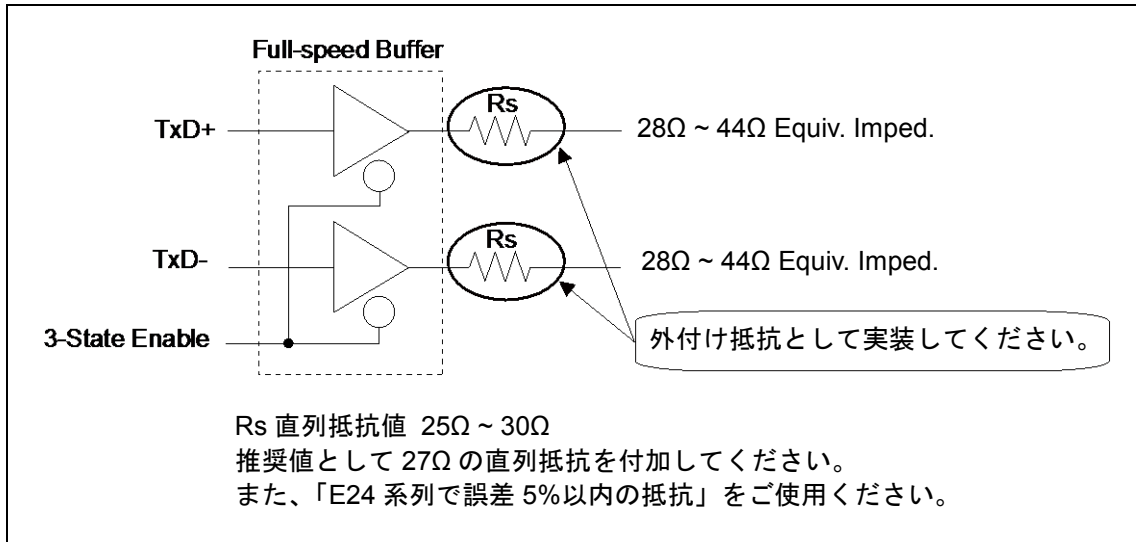 Full-speed Buffer
Rs
TxD+
28Ω ~ 44Ω Equiv. Imped.
Rs
TxD-
28Ω ~ 44Ω Equiv. Imped.
3-State Enable
外付け抵抗として実装してください。
Rs 直列抵抗値 25Ω ~ 30Ω
推奨値として 27Ω の直列抵抗を付加してください。
また、「E24 系列で誤差 5%以内の抵抗」をご使用ください。